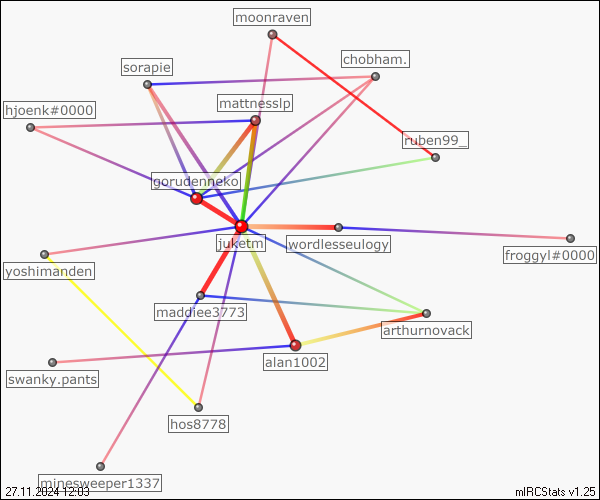 moonraven
chobham.
sorapie
mattnesslp
hjoenk#0000
ruben99_
gorudenneko
juketm
wordlesseulogy
froggyl#0000
yoshimanden
maddiee3773
arthurnovack
alan1002
swanky.pants
hos8778
minesweeper1337
27.11.2024 12:03
mIRCStats v1.25